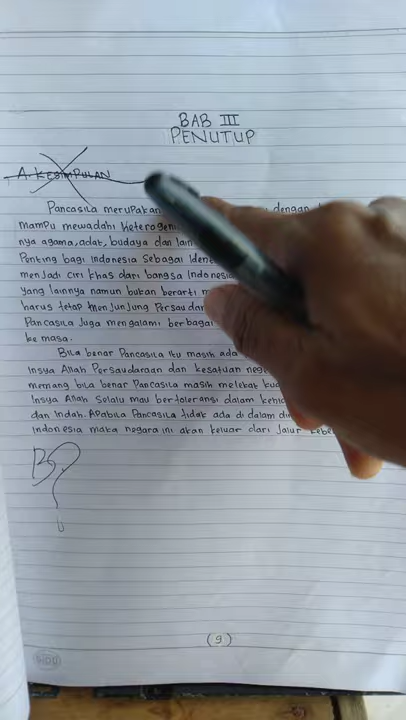 BAB III
PENUTUP
A. KESIMPULAN
Pancasila merupakan dengan
mampu mewadahi Heterogeni
nya agama, adat, budaya dan lain
Penting bagi Indonesia sebagai Iden
menjadi ciri khas dari bangsa Indonesia
yang lainnya namun bukan berarti
harus tetap menjunjung Persaudar
Pancasila juga mengalami berbagai
ke masa.
Bila benar Pancasila itu masih ada
Insya Allah Persaudaraan dan kesatuan neg
memang bila benar Pancasila masih melekat
Insya Allah Selalu mau bertoleransi dalam kehi
dan indah. Apabila Pancasila tidak ada di dalam di
Indonesia maka negara ini akan keluar dari jalur
B?
(9)
SIDU